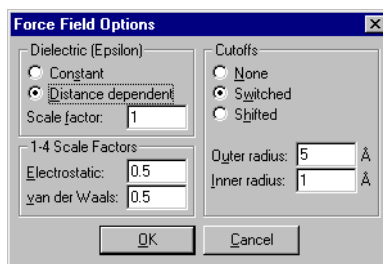 Force Field Options
Dielectric (Epsilon)
Constant
Distance dependent
Scale factor: 1
1-4 Scale Factors
Electrostatic: 0.5
van der Waals: 0.5
Cutoffs
None
Switched
Shifted
Outer radius: 5 Å
Inner radius: 1 Å
OK Cancel